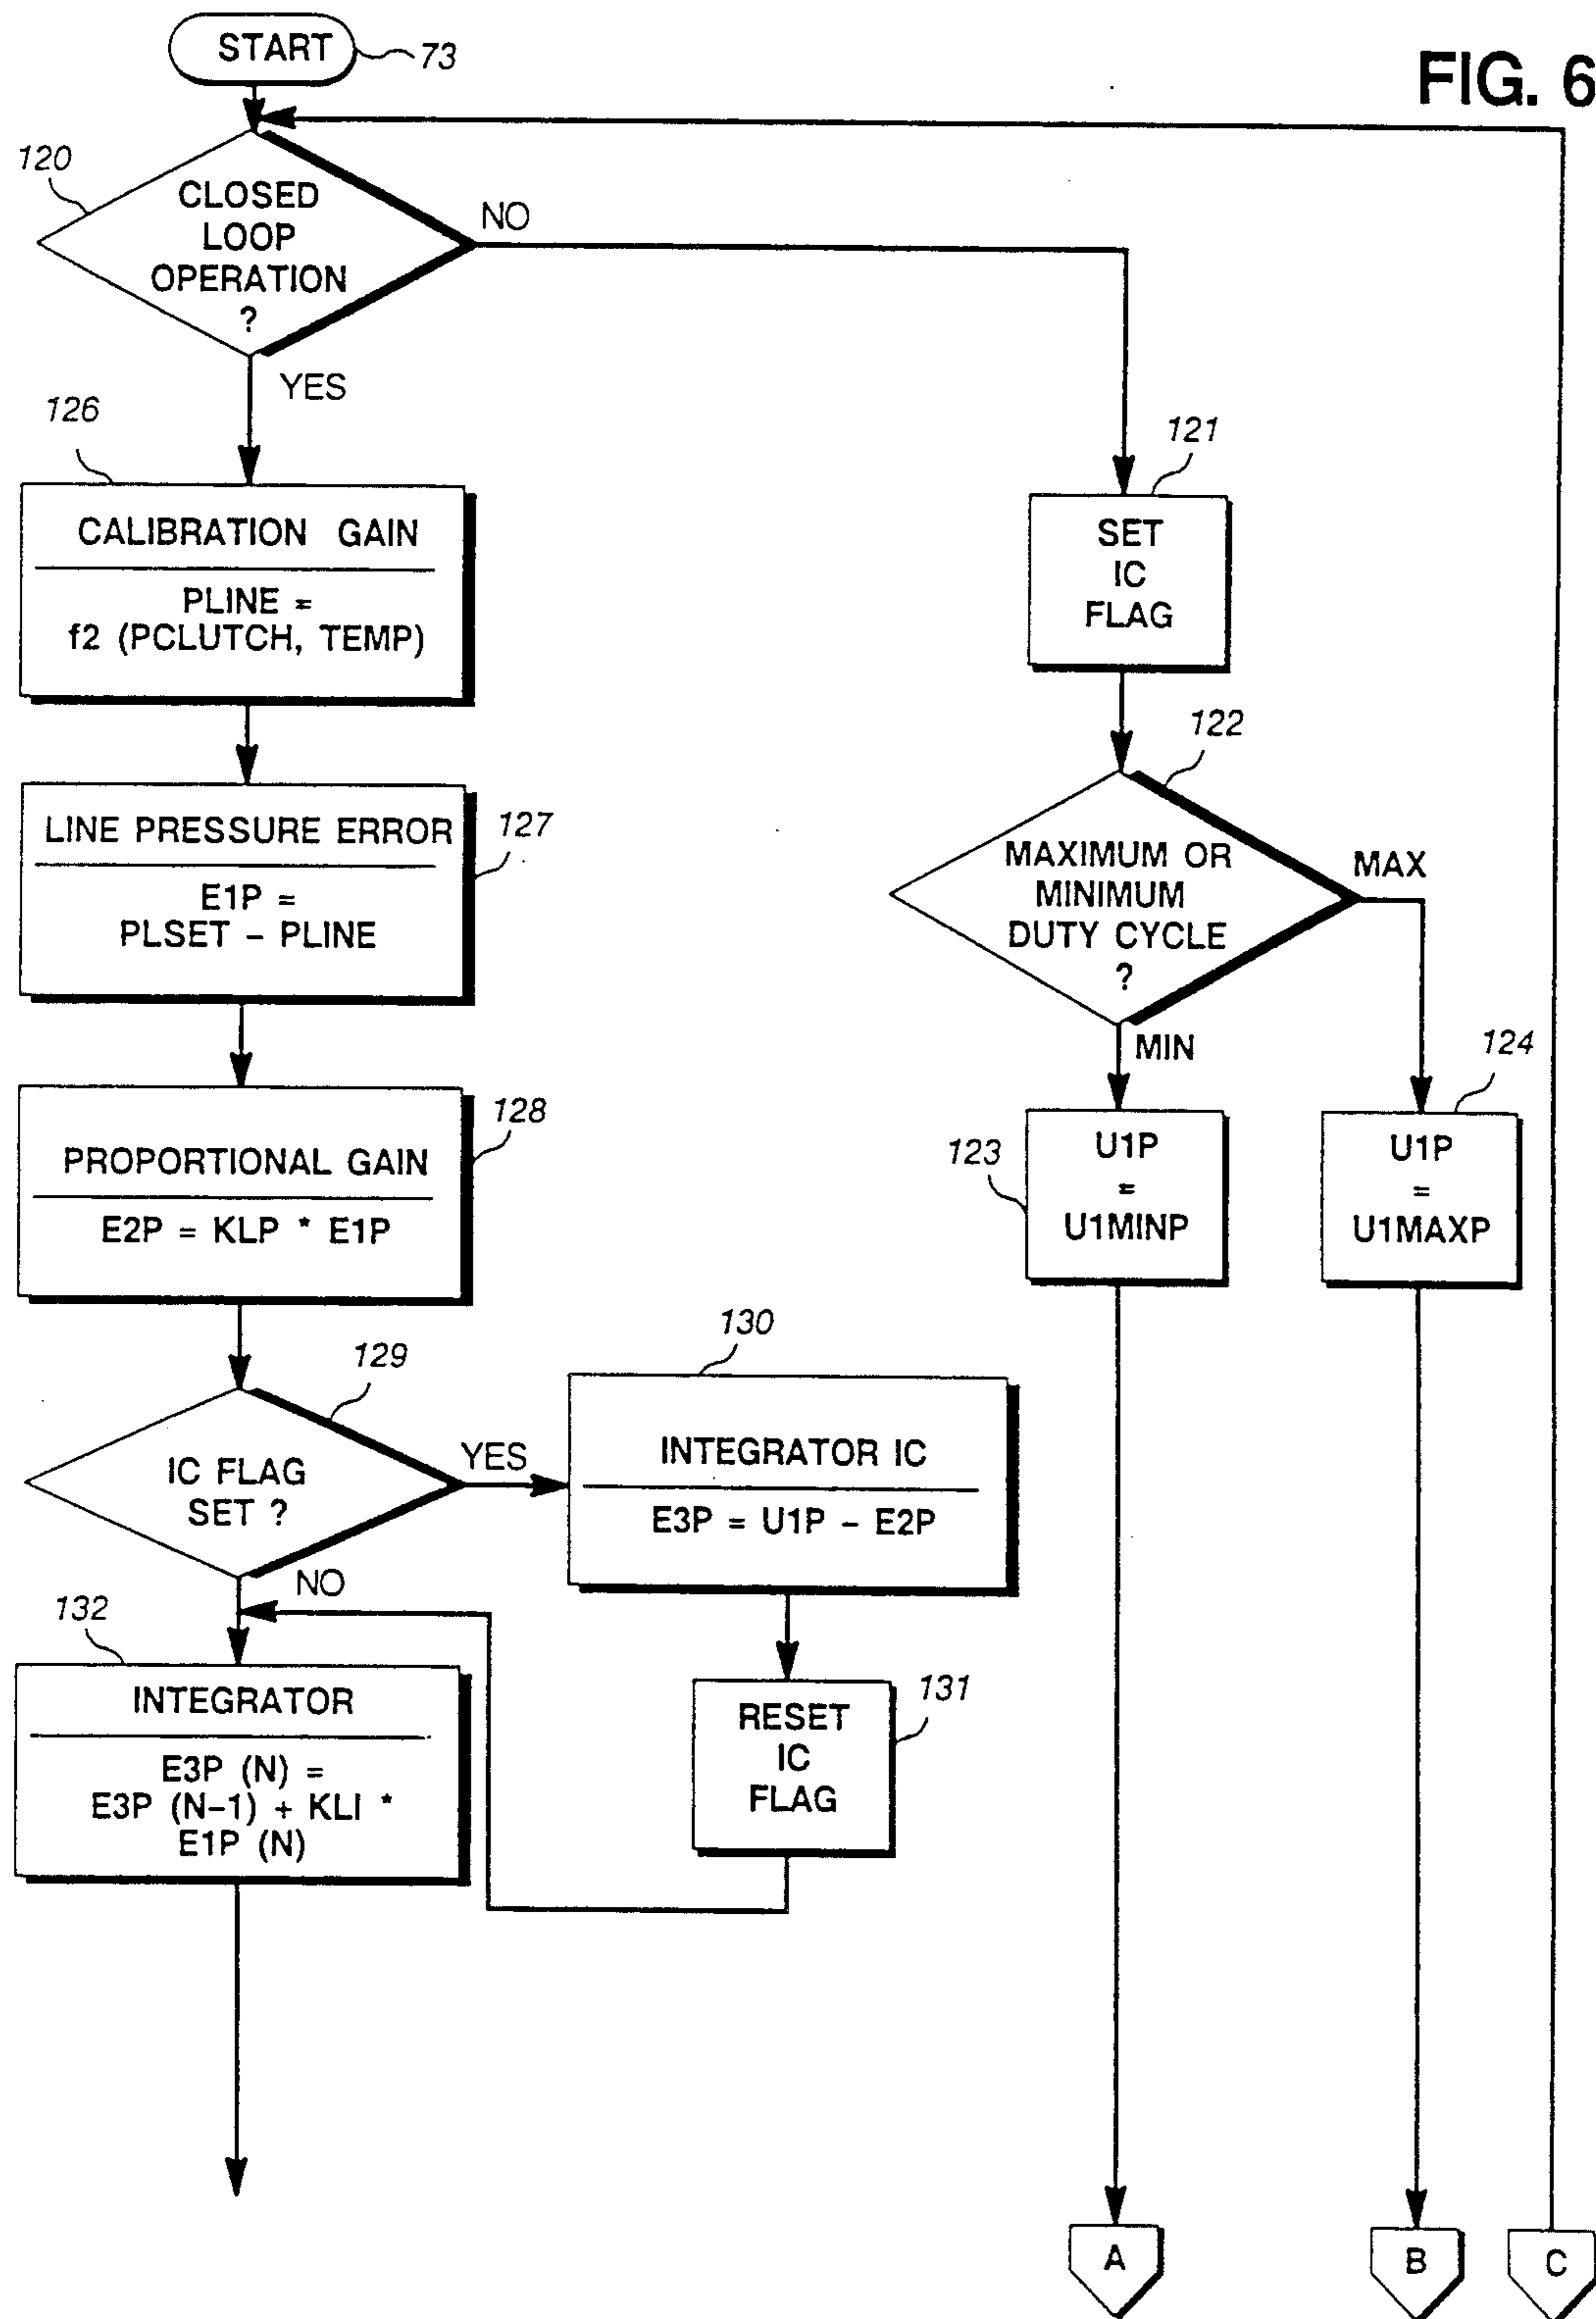 FIG. 6
START
73
120
CLOSED
LOOP
OPERATION
?
NO
YES
126
CALIBRATION GAIN
PLINE =
f2 (PCLUTCH, TEMP)
121
SET
IC
FLAG
122
MAXIMUM OR
MINIMUM
DUTY CYCLE
?
MAX
MIN
127
LINE PRESSURE ERROR
E1P =
PLSET – PLINE
128
PROPORTIONAL GAIN
E2P = KLP * E1P
123
U1P
=
U1MINP
124
U1P
=
U1MAXP
129
IC FLAG
SET ?
YES
NO
130
INTEGRATOR IC
E3P = U1P – E2P
131
RESET
IC
FLAG
132
INTEGRATOR
E3P (N) =
E3P (N–1) + KLI *
E1P (N)
A
B
C